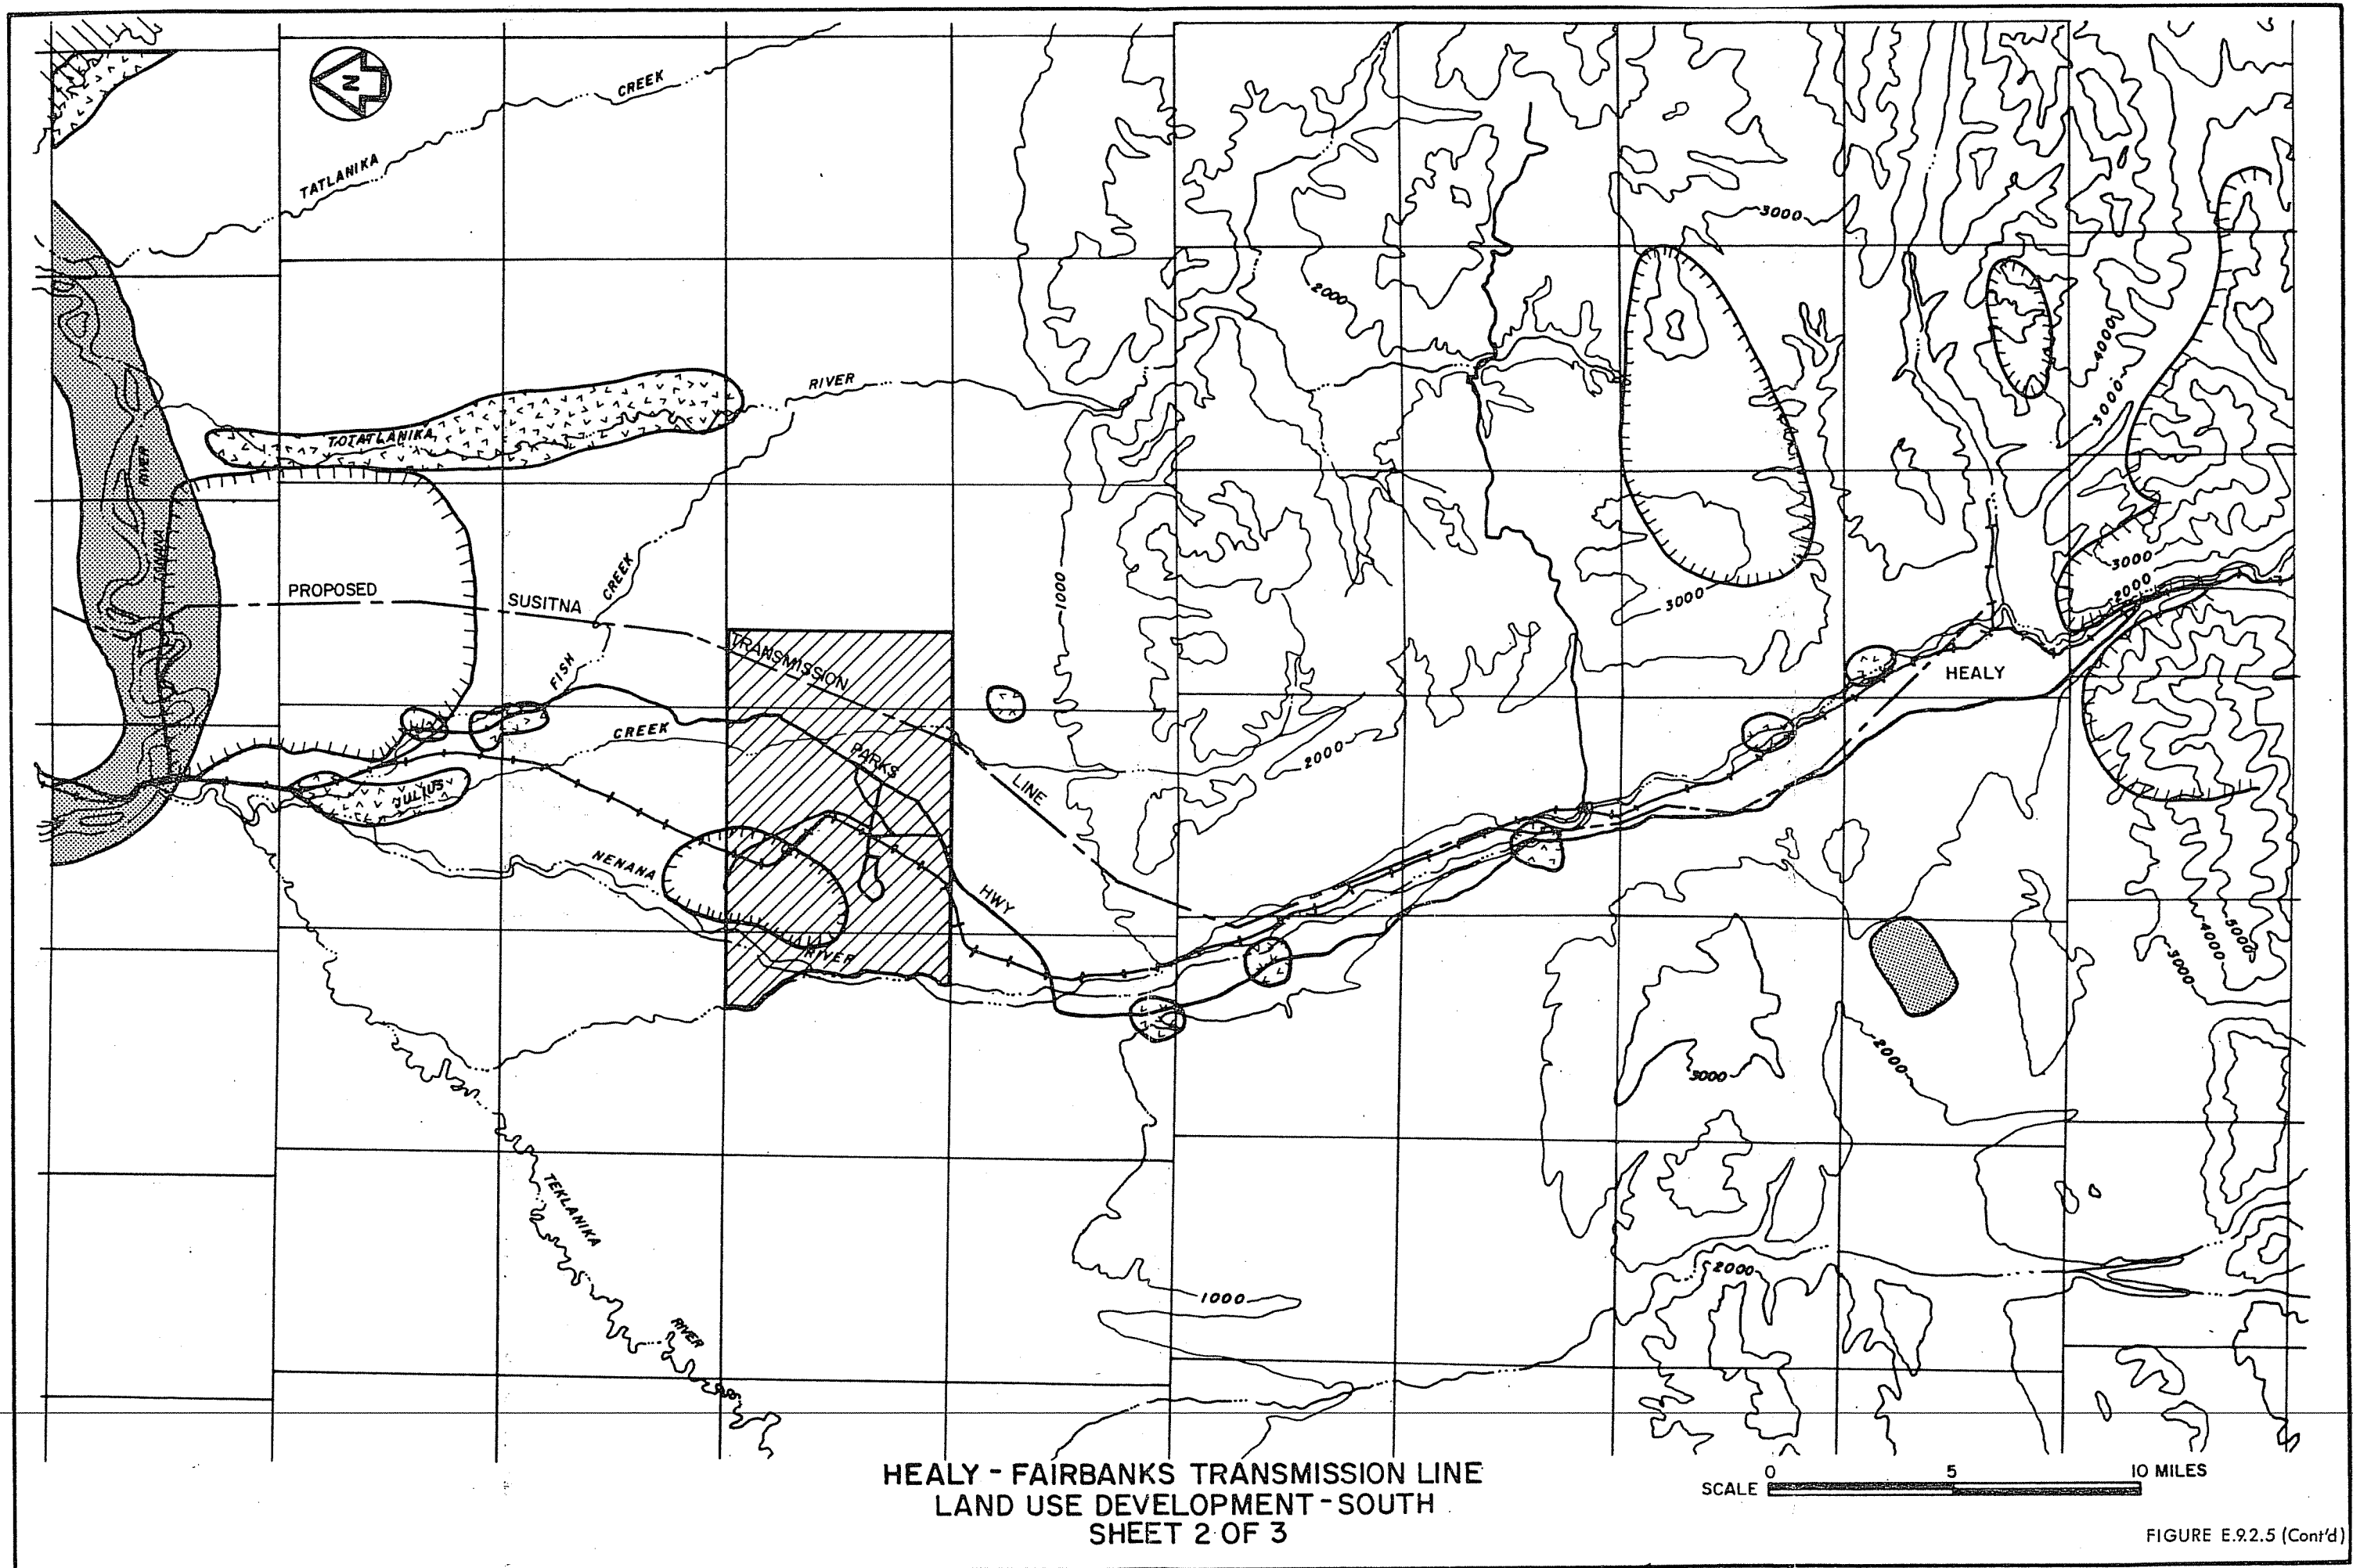 N
CREEK
TATLANIKA
3000
2000
4000
3000
RIVER
TOTATLANIKA
RIVER
TANANA
CREEK
PROPOSED
SUSITNA
1000
3000
3000
2000
TRANSMISSION
FISH
HEALY
CREEK
2000
PARKS
LINE
JULIUS
NENANA
HWY
RIVER
5000
4000
3000
2000
3000
TEKLANIKA
2000
1000
RIVER
HEALY - FAIRBANKS TRANSMISSION LINE
LAND USE DEVELOPMENT - SOUTH
SHEET 2 OF 3
0 5 10 MILES
SCALE
FIGURE E.9.2.5 (Cont'd)